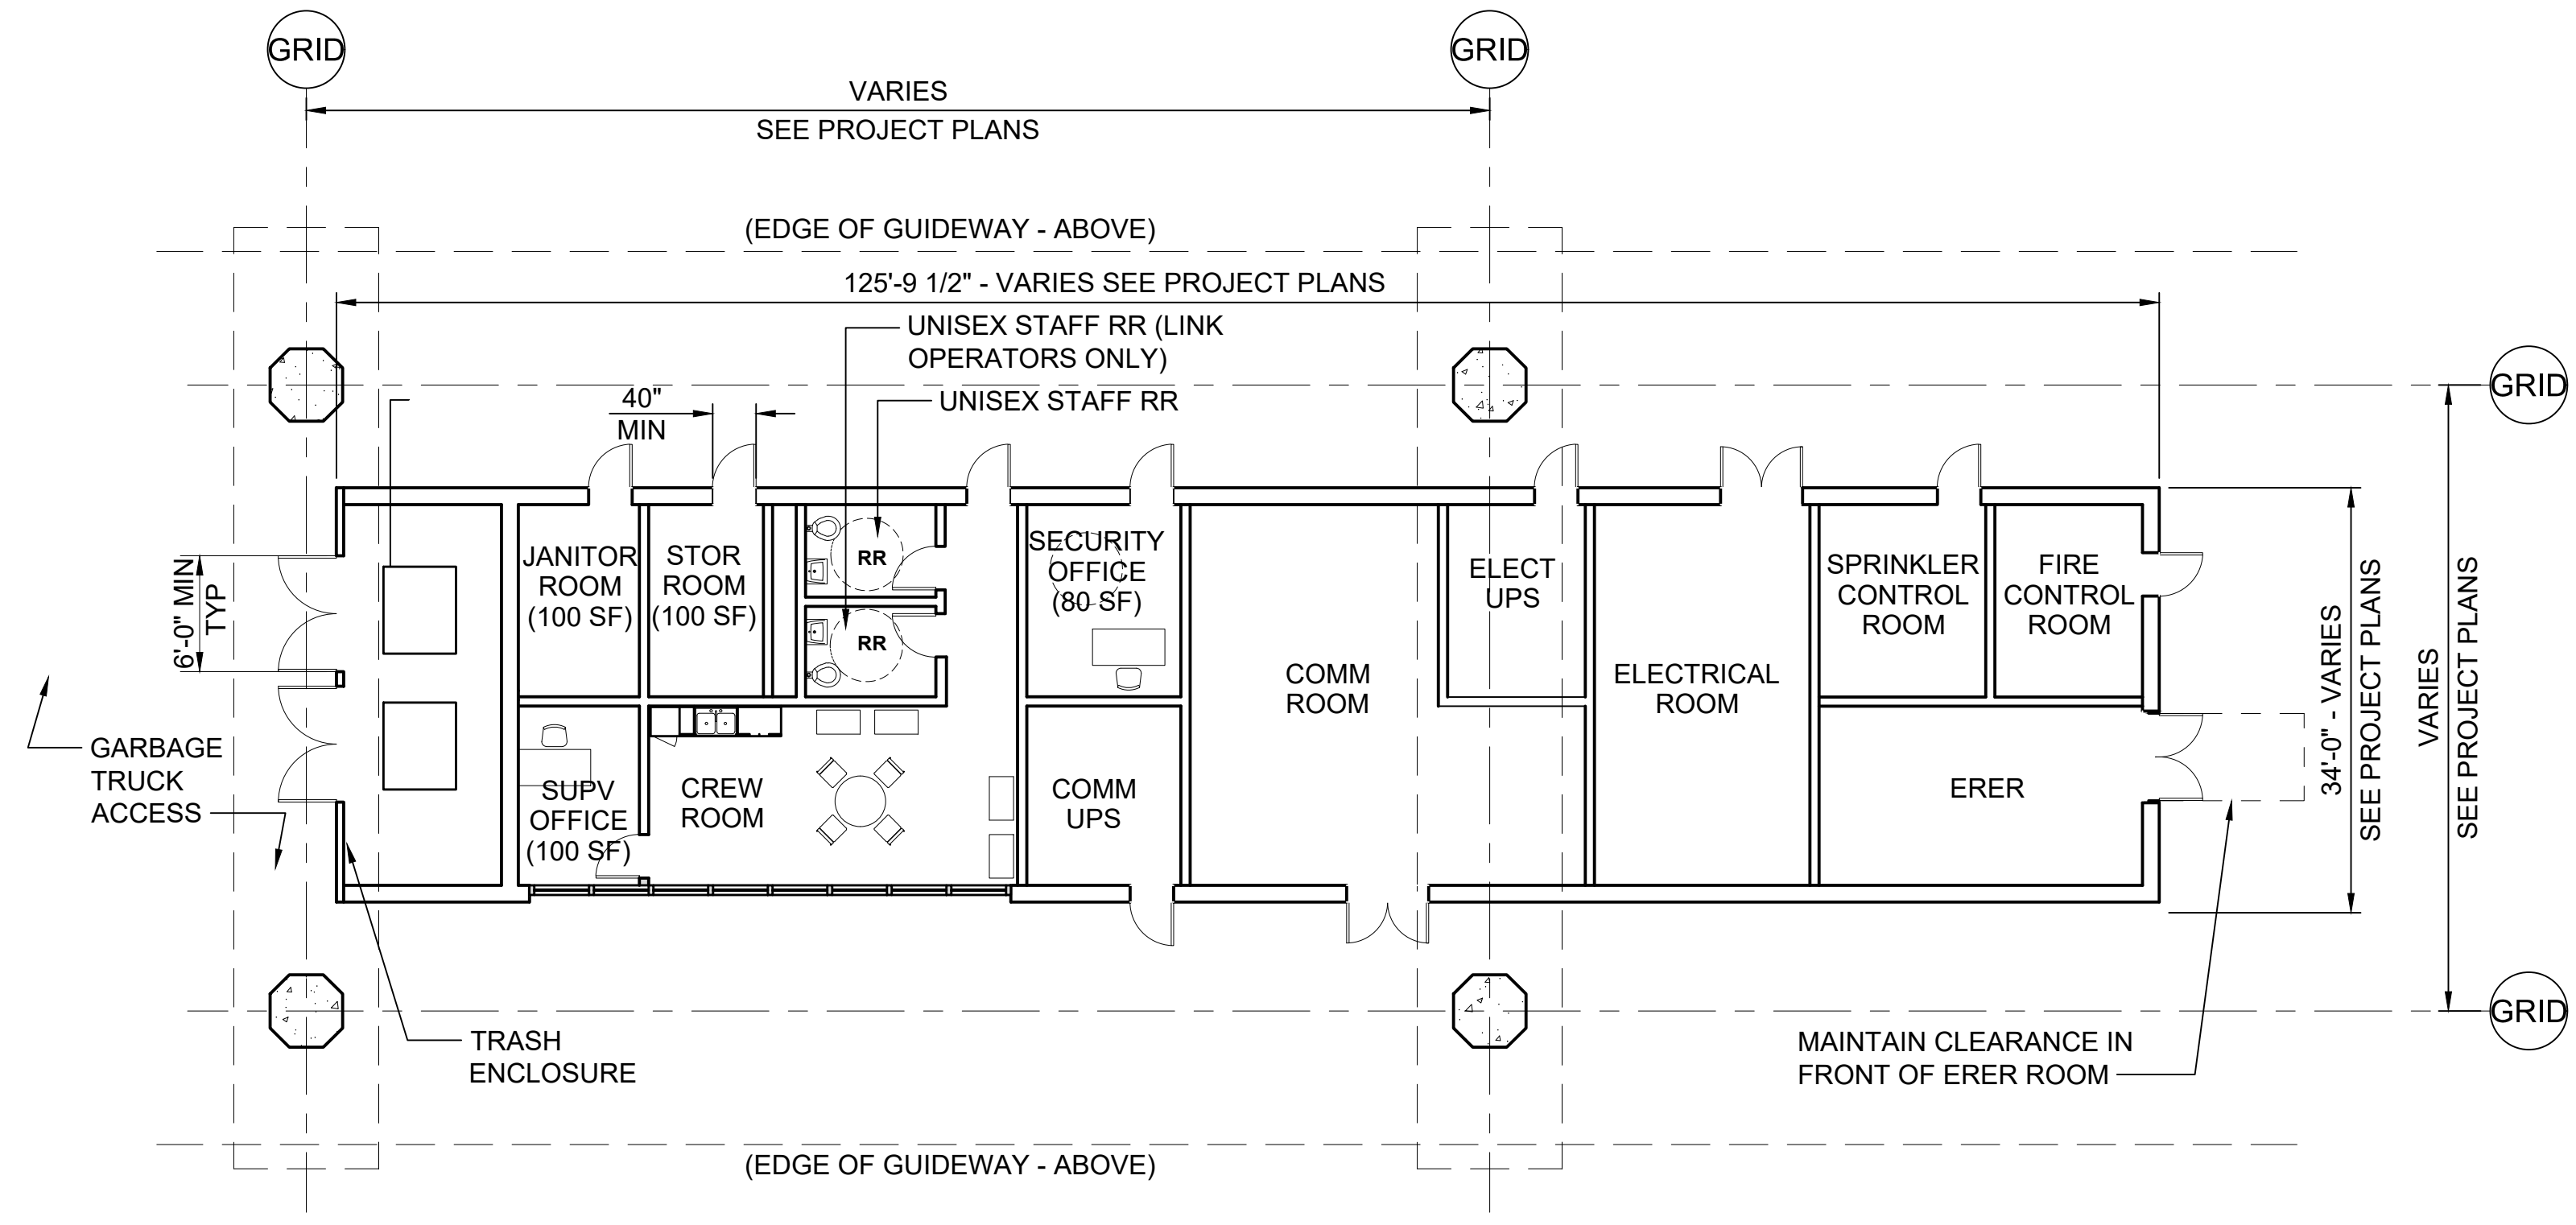 GRID
GRID
VARIES
SEE PROJECT PLANS
(EDGE OF GUIDEWAY - ABOVE)
125'-9 1/2" - VARIES SEE PROJECT PLANS
UNISEX STAFF RR (LINK
OPERATORS ONLY)
UNISEX STAFF RR
40"
MIN
GRID
6'-0" MIN
TYP
JANITOR
ROOM
(100 SF)
STOR
ROOM
(100 SF)
RR
RR
SECURITY
OFFICE
(80 SF)
COMM
ROOM
ELECT
UPS
ELECTRICAL
ROOM
SPRINKLER
CONTROL
ROOM
FIRE
CONTROL
ROOM
34'-0" - VARIES
SEE PROJECT PLANS
VARIES
SEE PROJECT PLANS
GARBAGE
TRUCK
ACCESS
SUPV
OFFICE
(100 SF)
CREW
ROOM
COMM
UPS
ERER
GRID
TRASH
ENCLOSURE
MAINTAIN CLEARANCE IN
FRONT OF ERER ROOM
(EDGE OF GUIDEWAY - ABOVE)